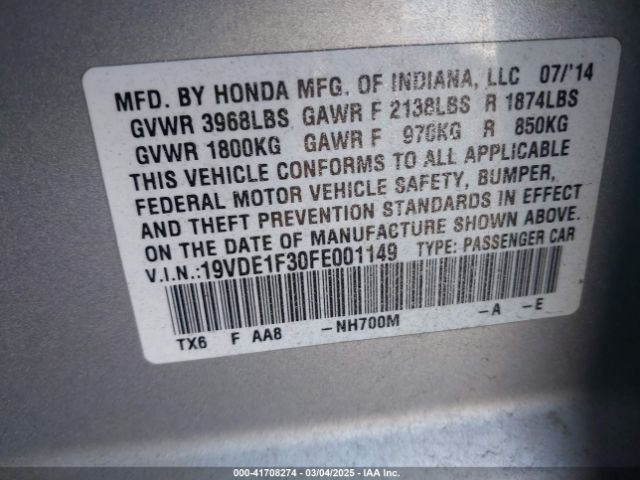 MFD. BY HONDA MFG. OF INDIANA, LLC 07/'14
GVWR 3968LBS GAWR F 2138LBS R 1874LBS
GVWR 1800KG GAWR F 970KG R 850KG
THIS VEHICLE CONFORMS TO ALL APPLICABLE
FEDERAL MOTOR VEHICLE SAFETY, BUMPER,
AND THEFT PREVENTION STANDARDS IN EFFECT
ON THE DATE OF MANUFACTURE SHOWN ABOVE.
V.I.N.:19VDE1F30FE001149 TYPE: PASSENGER CAR
TX6 F AA8 -NH700M -A -E
000-41708274 | 03/04/2025 - IAA Inc.